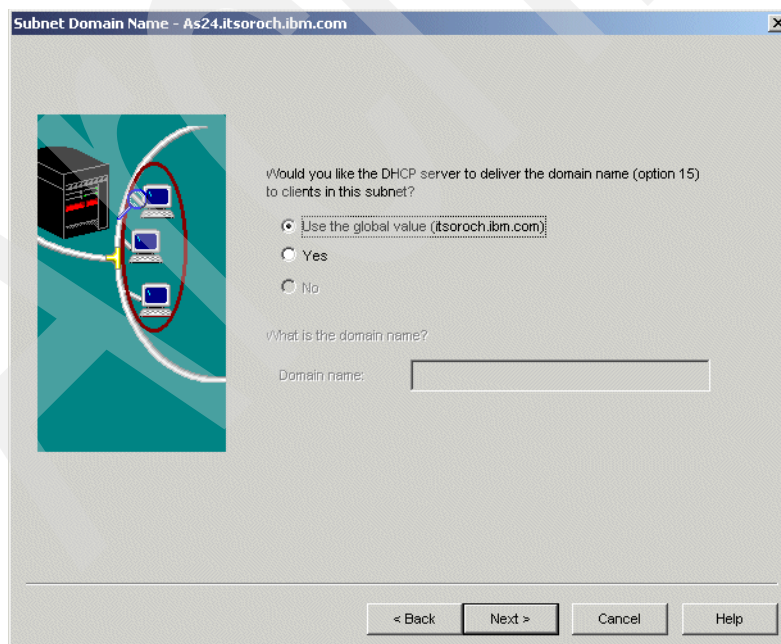 Subnet Domain Name - As24.itsoroch.ibm.com
Would you like the DHCP server to deliver the domain name (option 15)
to clients in this subnet?
Use the global value (itsoroch.ibm.com)
Yes
No
What is the domain name?
Domain name:
< Back
Next >
Cancel
Help